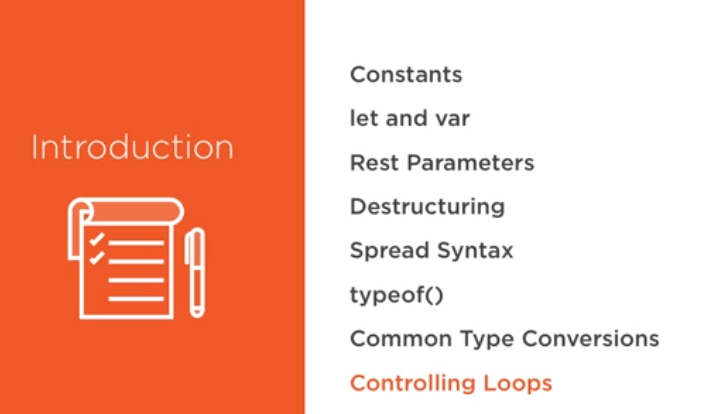 Introduction
Constants
let and var
Rest Parameters
Destructuring
Spread Syntax
typeof()
Common Type Conversions
Controlling Loops